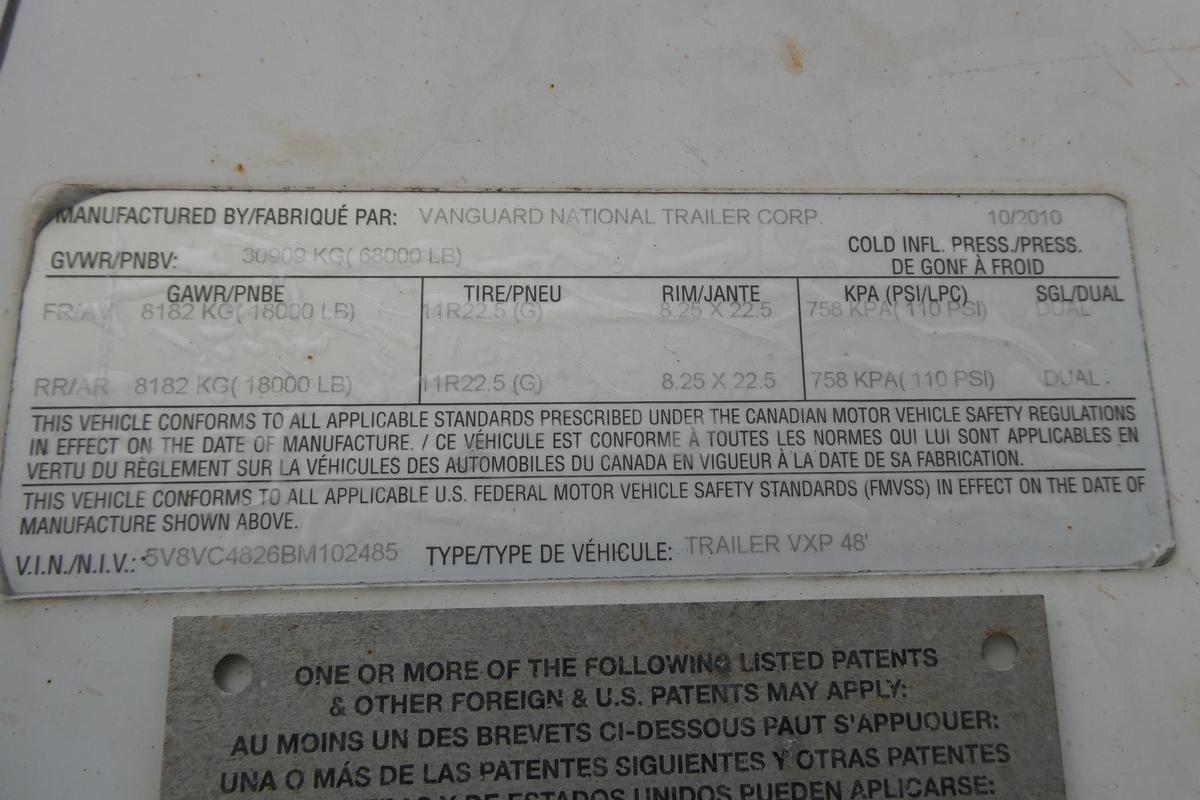 MANUFACTURED BY/FABRIQUÉ PAR: VANGUARD NATIONAL TRAILER CORP. 10/2010
GVWR/PNBV: 30909 KG( 68000 LB) COLD INFL. PRESS./PRESS.
DE GONF À FROID
GAWR/PNBE TIRE/PNEU RIM/JANTE KPA (PSI/LPC) SGL/DUAL
FR/AV 8182 KG( 18000 LB) 11R22.5 (G) 8.25 X 22.5 758 KPA( 110 PSI) DUAL
RR/AR 8182 KG( 18000 LB) 11R22.5 (G) 8.25 X 22.5 758 KPA( 110 PSI) DUAL
THIS VEHICLE CONFORMS TO ALL APPLICABLE STANDARDS PRESCRIBED UNDER THE CANADIAN MOTOR VEHICLE SAFETY REGULATIONS
IN EFFECT ON THE DATE OF MANUFACTURE. / CE VÉHICULE EST CONFORME À TOUTES LES NORMES QUI LUI SONT APPLICABLES EN
VERTU DU RÈGLEMENT SUR LA VÉHICULES DES AUTOMOBILES DU CANADA EN VIGUEUR À LA DATE DE SA FABRICATION.
THIS VEHICLE CONFORMS TO ALL APPLICABLE U.S. FEDERAL MOTOR VEHICLE SAFETY STANDARDS (FMVSS) IN EFFECT ON THE DATE OF
MANUFACTURE SHOWN ABOVE.
V.I.N./N.I.V.: 5V8VC4826BM102485 TYPE/TYPE DE VÉHICULE: TRAILER VXP 48'
ONE OR MORE OF THE FOLLOWING LISTED PATENTS
& OTHER FOREIGN & U.S. PATENTS MAY APPLY:
AU MOINS UN DES BREVETS CI-DESSOUS PAUT S'APPUOUER:
UNA O MÁS DE LAS PATENTES SIGUIENTES Y OTRAS PATENTES
Y DE ESTADOS UNIDOS PUEDEN APLICARSE: